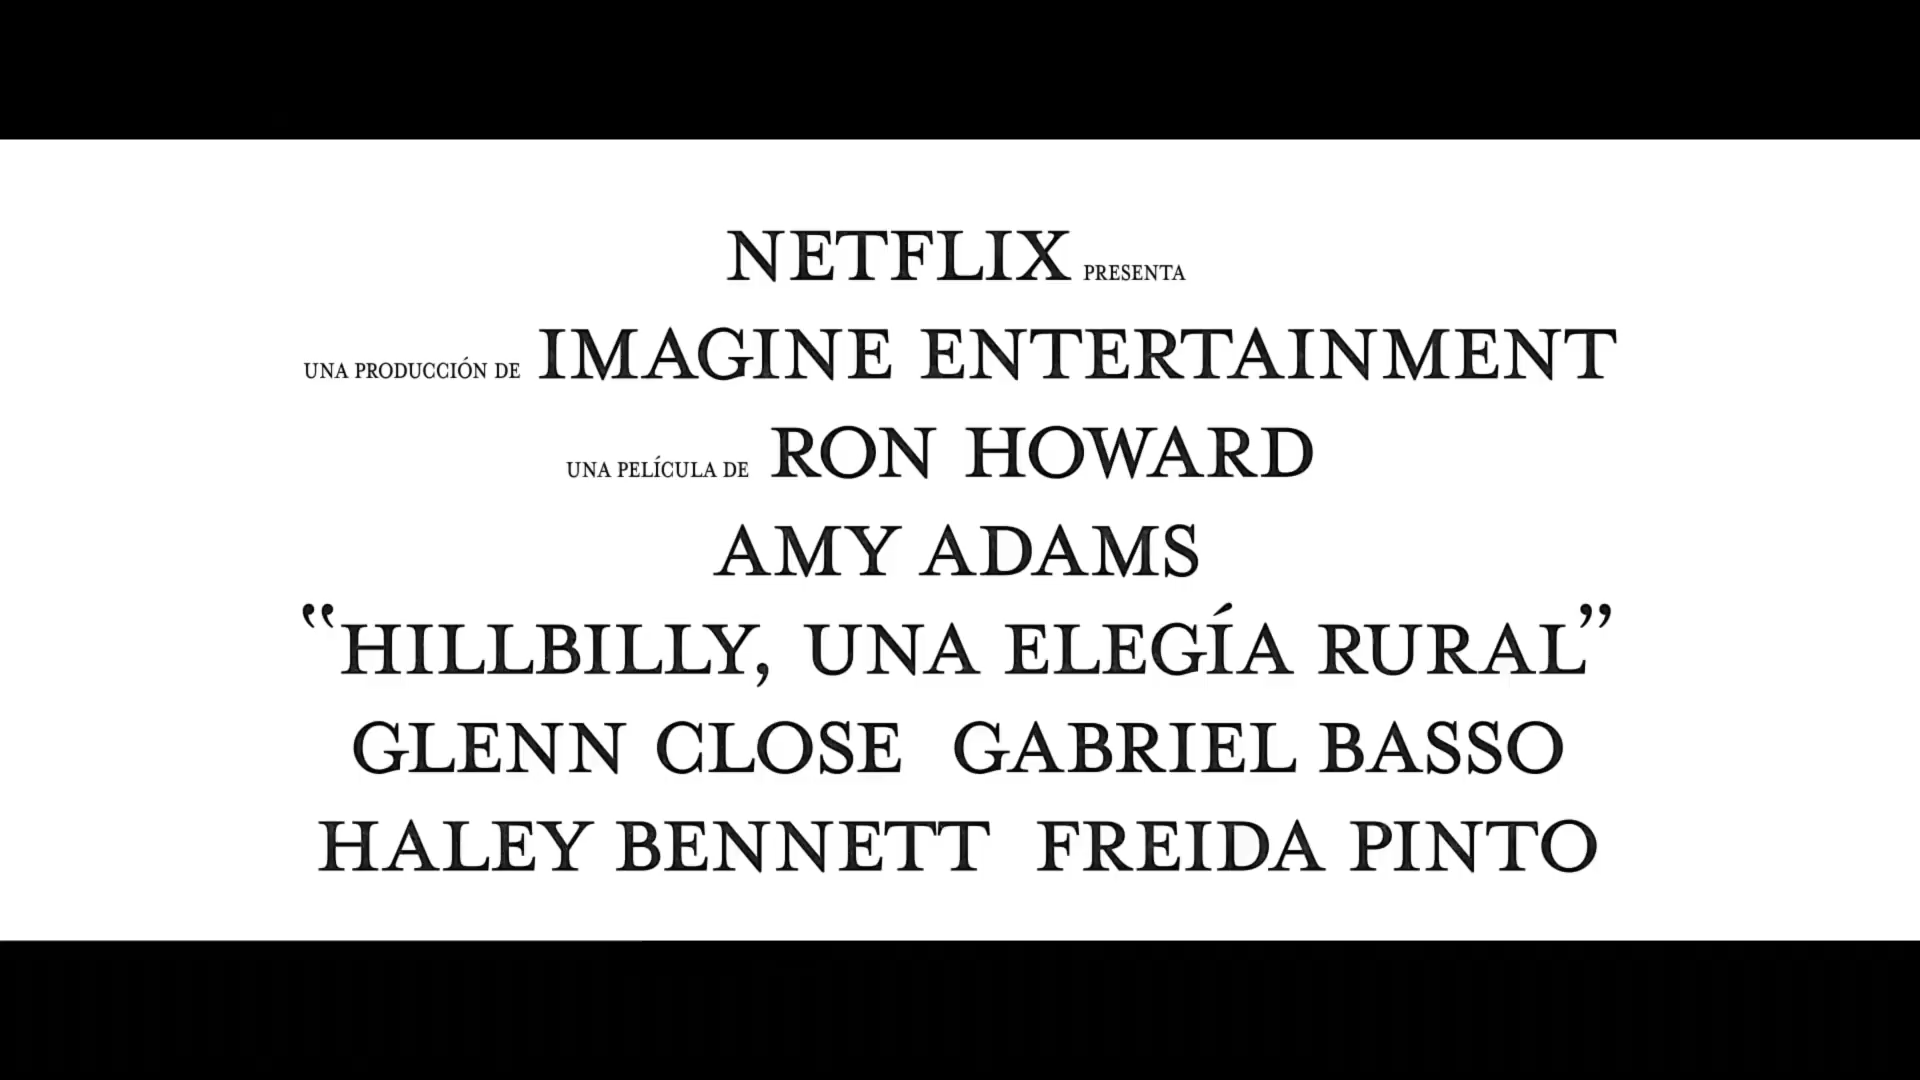 NETFLIX PRESENTA
UNA PRODUCCIÓN DE IMAGINE ENTERTAINMENT
UNA PELÍCULA DE RON HOWARD
AMY ADAMS
“HILLBILLY, UNA ELEGÍA RURAL”
GLENN CLOSE GABRIEL BASSO
HALEY BENNETT FREIDA PINTO